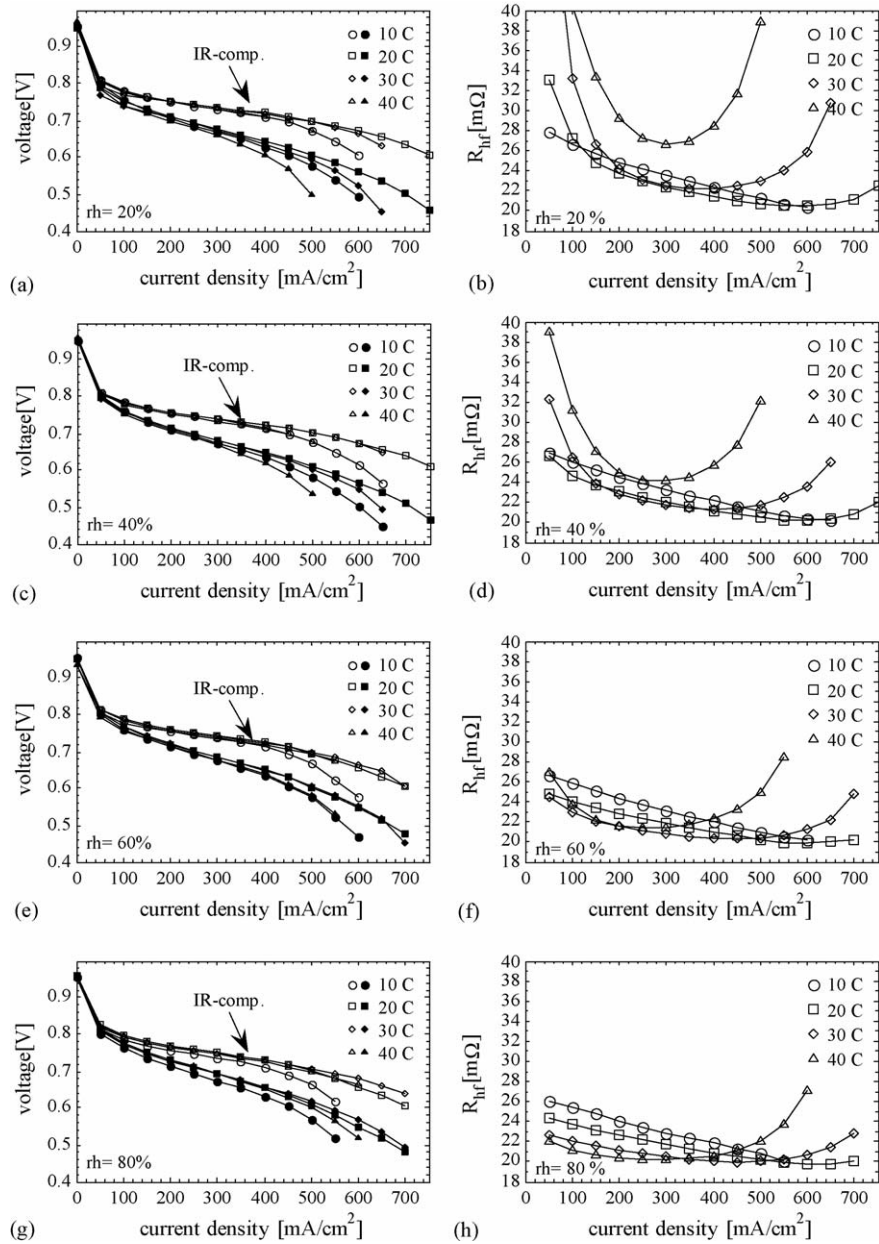 0.9
0.8
0.7
0.6
0.5
0.4
voltage[V]
IR-comp.
10 C
20 C
30 C
40 C
rh= 20%
0 100 200 300 400 500 600 700
(a) current density [mA/cm²]
40
38
36
34
32
30
28
26
24
22
20
18
R_hf[mΩ]
10 C
20 C
30 C
40 C
rh= 20 %
0 100 200 300 400 500 600 700
(b) current density [mA/cm²]
0.9
0.8
0.7
0.6
0.5
0.4
voltage[V]
IR-comp.
10 C
20 C
30 C
40 C
rh= 40%
0 100 200 300 400 500 600 700
(c) current density [mA/cm²]
40
38
36
34
32
30
28
26
24
22
20
18
R_hf[mΩ]
10 C
20 C
30 C
40 C
rh= 40 %
0 100 200 300 400 500 600 700
(d) current density [mA/cm²]
0.9
0.8
0.7
0.6
0.5
0.4
voltage[V]
IR-comp.
10 C
20 C
30 C
40 C
rh= 60%
0 100 200 300 400 500 600 700
(e) current density [mA/cm²]
40
38
36
34
32
30
28
26
24
22
20
18
R_hf[mΩ]
10 C
20 C
30 C
40 C
rh= 60 %
0 100 200 300 400 500 600 700
(f) current density [mA/cm²]
0.9
0.8
0.7
0.6
0.5
0.4
voltage[V]
IR-comp.
10 C
20 C
30 C
40 C
rh= 80%
0 100 200 300 400 500 600 700
(g) current density [mA/cm²]
40
38
36
34
32
30
28
26
24
22
20
18
R_hf[mΩ]
10 C
20 C
30 C
40 C
rh= 80 %
0 100 200 300 400 500 600 700
(h) current density [mA/cm²]